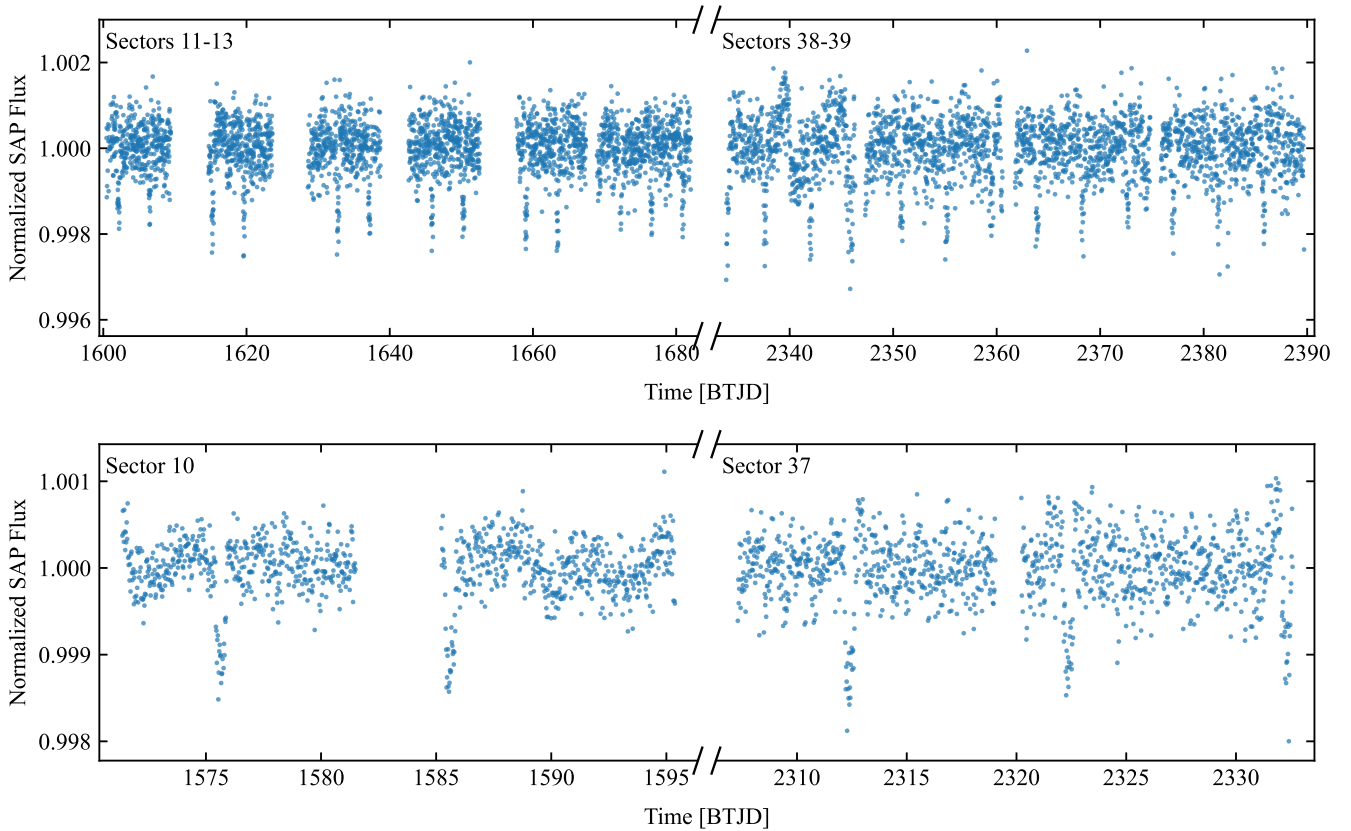 Sectors 11-13 Sectors 38-39
1.002
1.000
0.998
0.996
Normalized SAP Flux
1600 1620 1640 1660 1680 2340 2350 2360 2370 2380 2390
Time [BTJD]
Sector 10 Sector 37
1.001
1.000
0.999
0.998
Normalized SAP Flux
1575 1580 1585 1590 1595 2310 2315 2320 2325 2330
Time [BTJD]